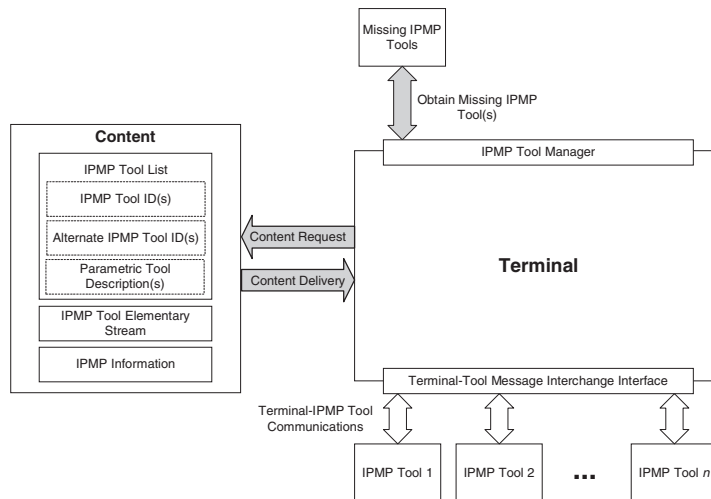 Missing IPMP
Tools
Obtain Missing IPMP
Tool(s)
Content
IPMP Tool List
IPMP Tool ID(s)
Alternate IPMP Tool ID(s)
Parametric Tool
Description(s)
IPMP Tool Elementary
Stream
IPMP Information
Content Request
Content Delivery
IPMP Tool Manager
Terminal
Terminal-Tool Message Interchange Interface
Terminal-IPMP Tool
Communications
IPMP Tool 1
IPMP Tool 2
...
IPMP Tool n